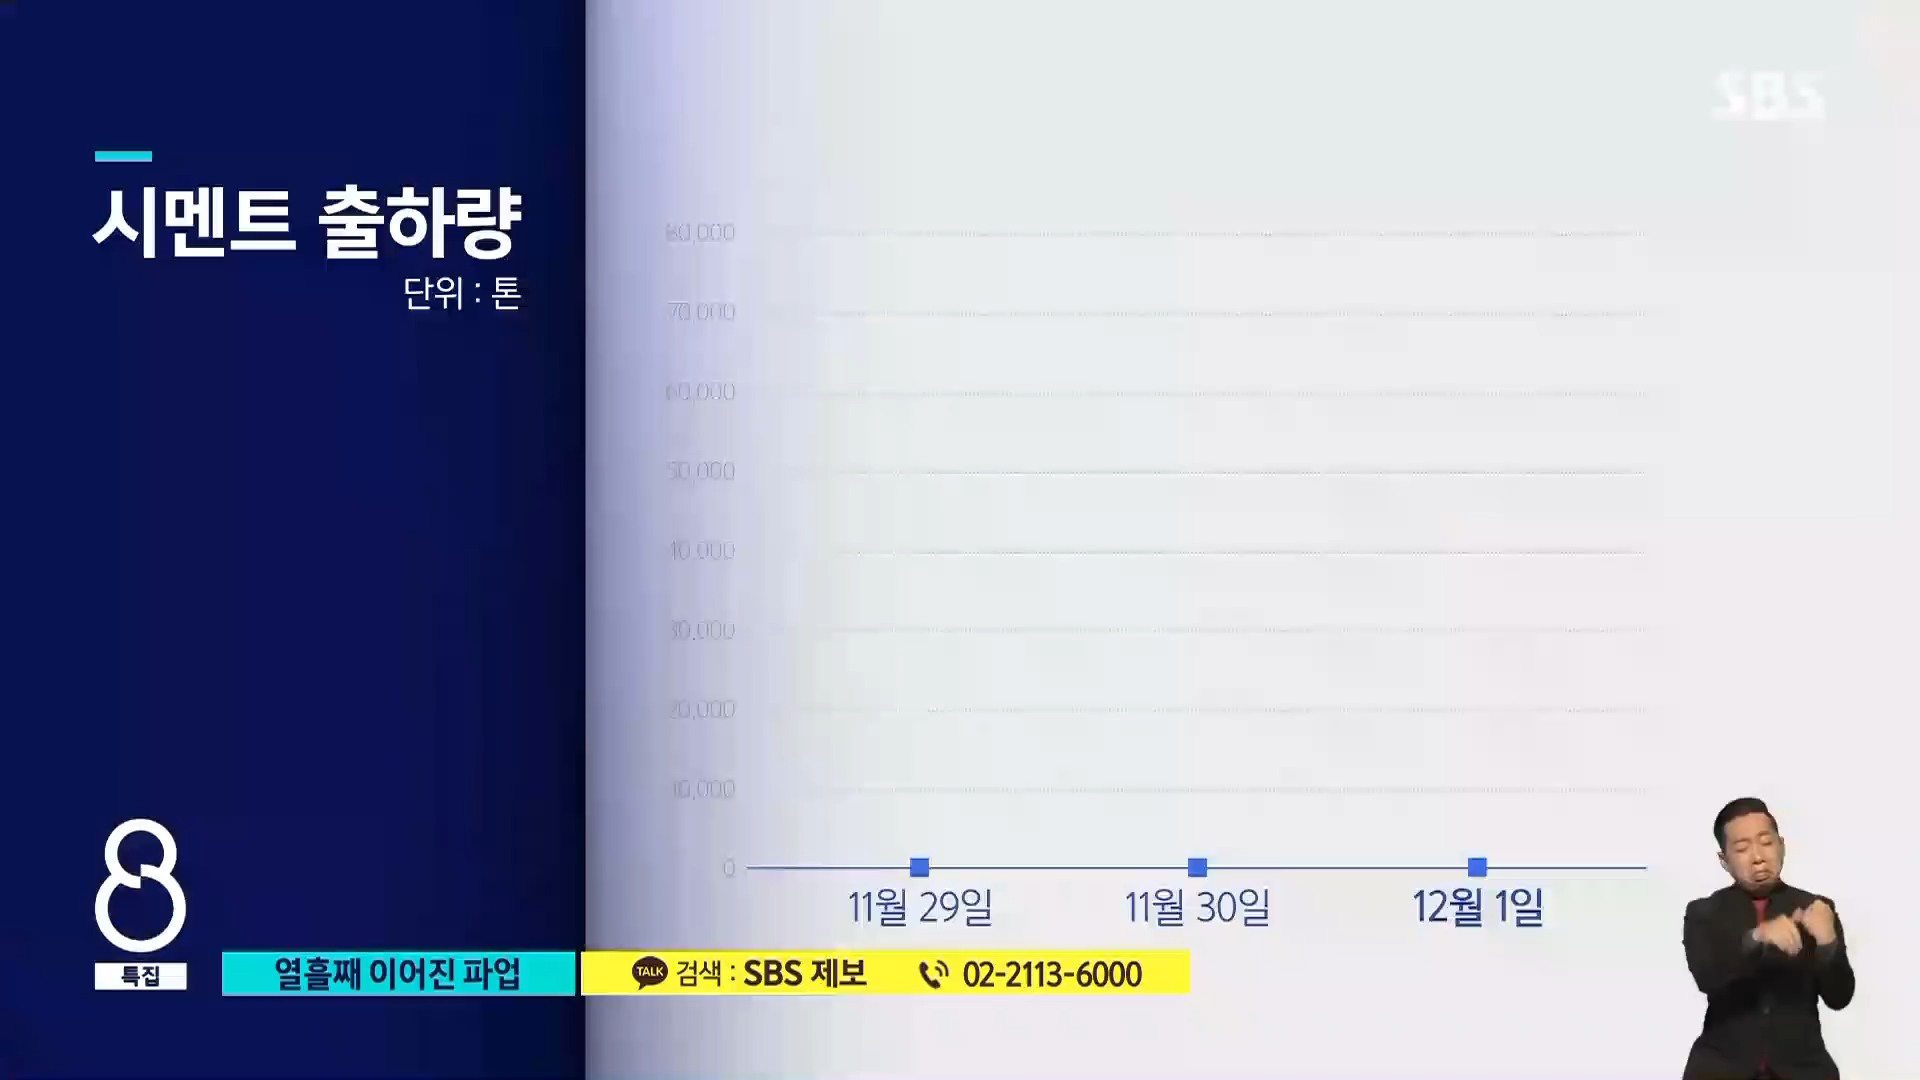 SBS
시멘트 출하량
단위 : 톤
80,000
70,000
60,000
50,000
40,000
30,000
20,000
10,000
0
11월 29일
11월 30일
12월 1일
8
특집
열흘째 이어진 파업
TALK 검색 : SBS 제보 02-2113-6000